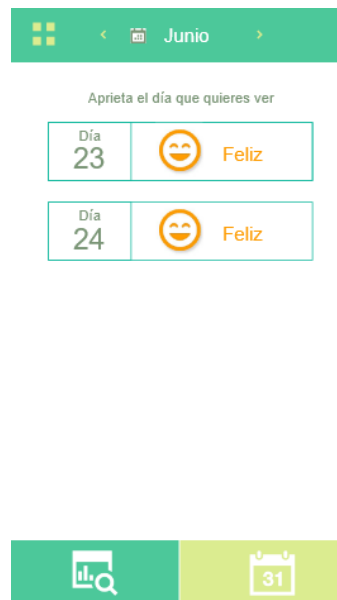 Junio
Aprieta el día que quieres ver
Día
23
Feliz
Día
24
Feliz
31